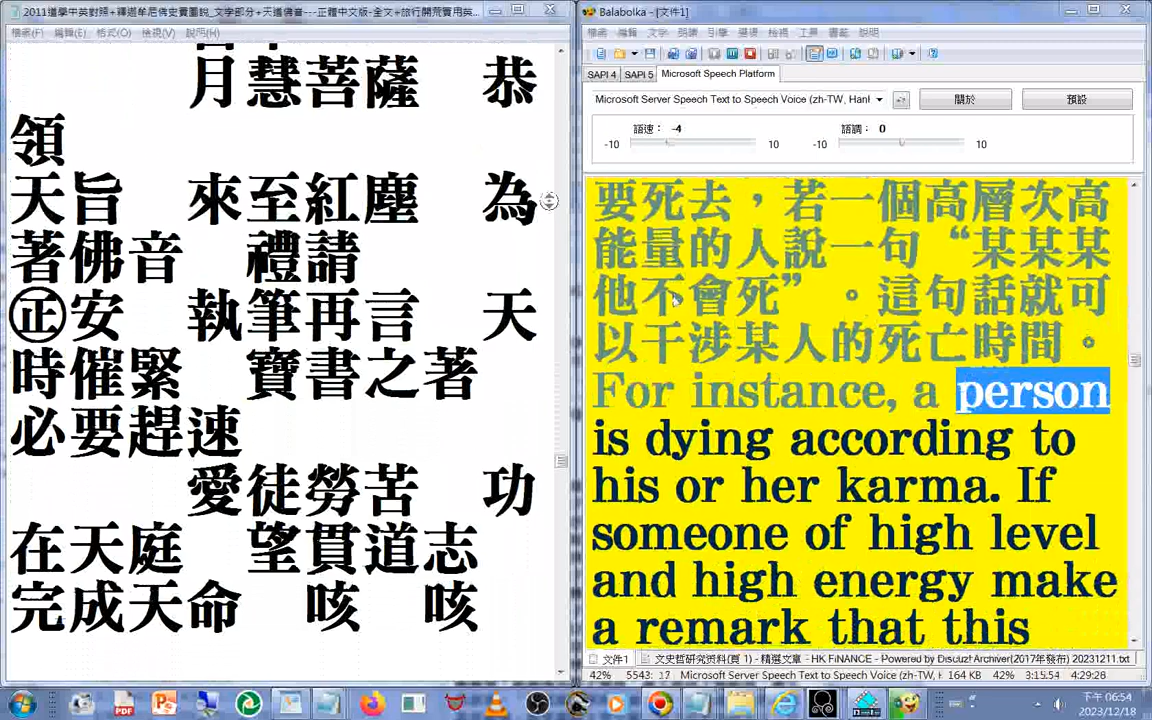 2011道學中英對照+釋迦牟尼佛史實圖說_文字部分+天道佛音---正體中文版-全文+旅行開荒實用英...
檔案(F) 編輯(E) 格式(O) 檢視(V) 說明(H)
月慧菩薩 恭
領
天旨 來至紅塵 為
著佛音 禮請
㊣安 執筆再言 天
時催緊 寶書之著
必要趕速
愛徒勞苦 功
在天庭 望貫道志
完成天命 咳 咳
Balabolka - [文件1]
SAPI 4 SAPI 5 Microsoft Speech Platform
Microsoft Server Speech Text to Speech Voice (zh-TW, Hanl
關於 預設
語速： -4 語調： 0
-10 10 -10 10
要死去，若一個高層次高
能量的人說一句“某某某
他不會死”。這句話就可
以干涉某人的死亡時間。
For instance, a person
is dying according to
his or her karma. If
someone of high level
and high energy make
a remark that this
文件1 文史哲研究资料(頁 1) - 精選文章 - HK FiNANCE - Powered by Discuz! Archiver(2017年發布) 20231211.txt
42% 5543: 17 Microsoft Server Speech Text to Speech Voice (zh-TW, H 164 KB 42% 3:15:54 4:29:28
下午 06:54
2023/12/18